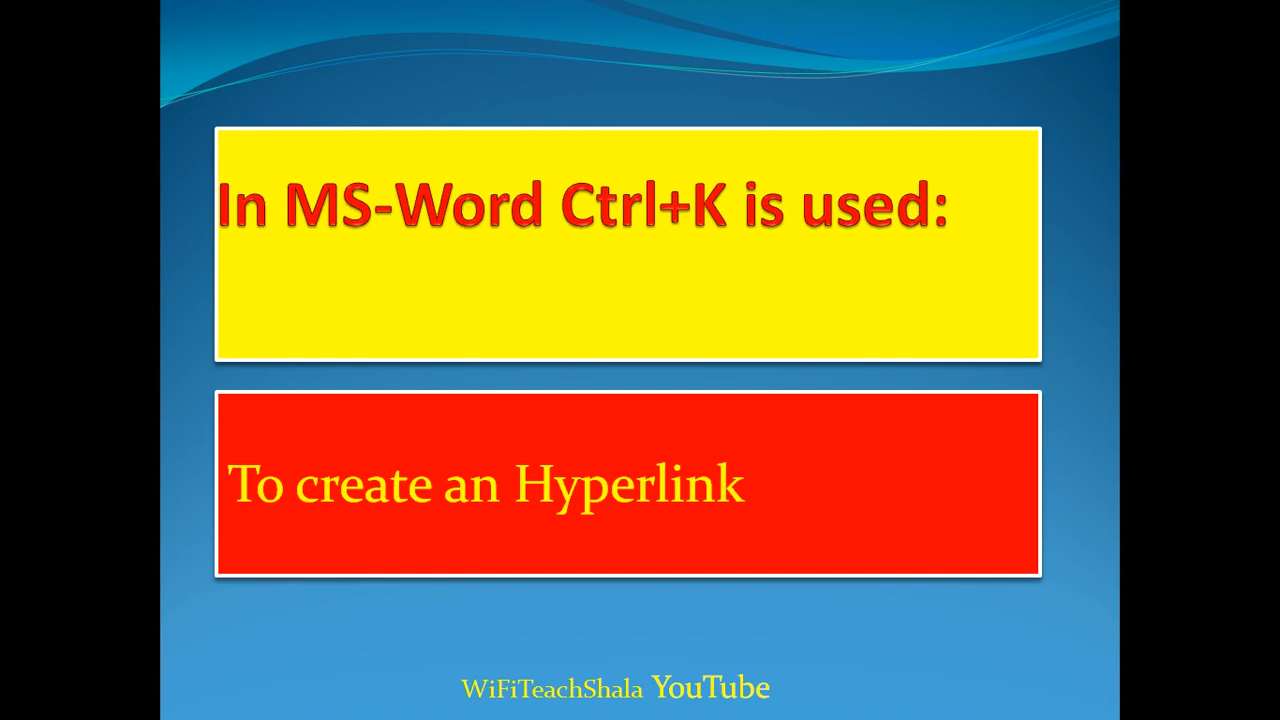 In MS-Word Ctrl+K is used:
To create an Hyperlink
WiFiTeachShala YouTube